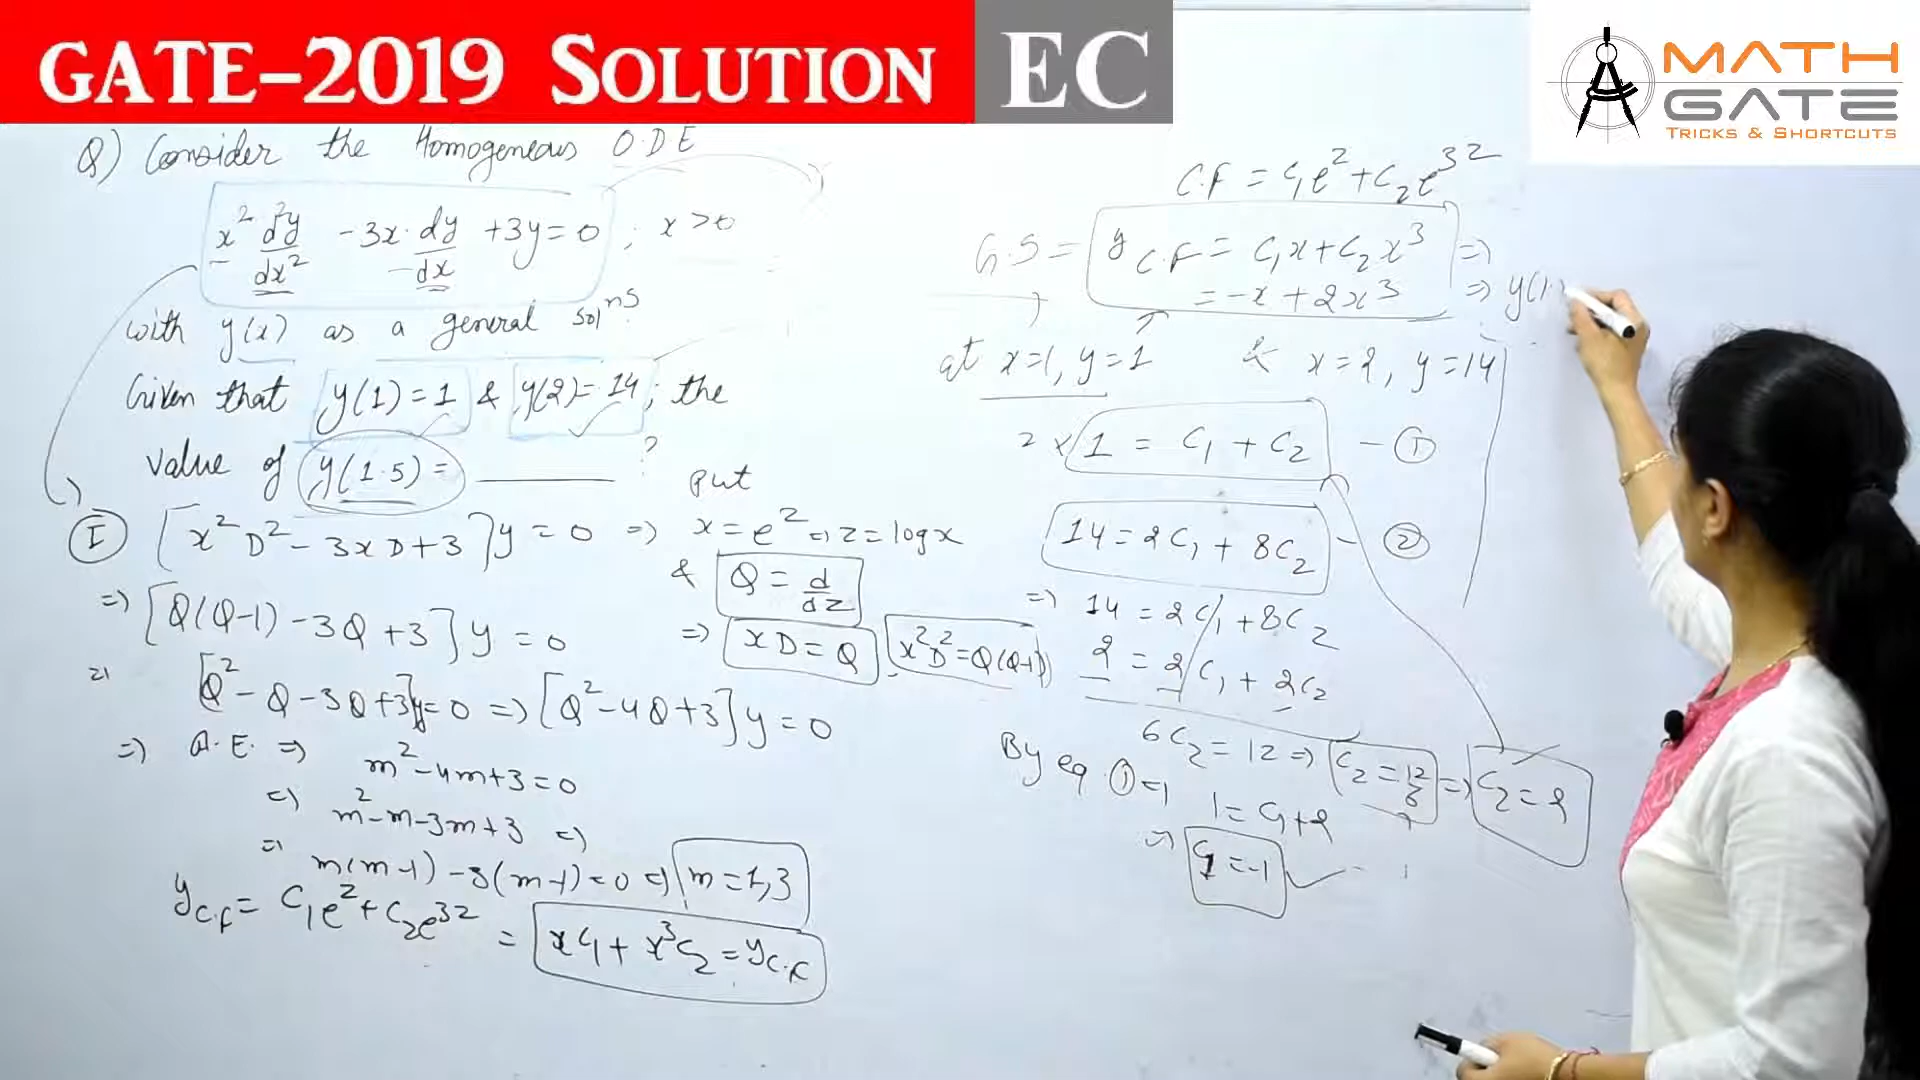 GATE-2019 SOLUTION EC
MATH
GATE
TRICKS & SHORTCUTS
Q) Consider the Homogeneous O.D.E
x² d²y/dx² - 3x·dy/dx + 3y = 0 ; x > 0
with y(x) as a general solⁿˢ
Given that y(1) = 1 & y(2) = 14 ; the
value of y(1.5) = ______ ?
I [x² D² - 3xD + 3] y = 0 ⇒
put
x = e^z ⇒ z = log x
& Q = d/dz
⇒ xD = Q , x²D² = Q(Q-1)
⇒ [Q(Q-1) - 3Q + 3] y = 0
⇒ [Q² - Q - 3Q + 3] y = 0 ⇒ [Q² - 4Q + 3] y = 0
⇒ A.E. ⇒ m² - 4m + 3 = 0
⇒ m² - m - 3m + 3 ⇒
⇒ m(m-1) - 3(m-1) = 0 ⇒ m = 1, 3
y_C.F = C₁e^z + C₂e^3z = xC₁ + x³C₂ = y_C.F
C.F = C₁e^z + C₂e^3z
G.S = y_C.F = C₁x + C₂x³ ⇒
= -x + 2x³ ⇒ y(1.
at x=1, y=1 & x=2, y=14
2 × 1 = C₁ + C₂ - ①
14 = 2C₁ + 8C₂ - ②
⇒ 14 = 2C₁ + 8C₂
2 = 2C₁ + 2C₂
6C₂ = 12 ⇒ C₂ = 12/6 ⇒ C₂ = 2
By eq. ① ⇒
1 = C₁ + 2
⇒ C₁ = -1